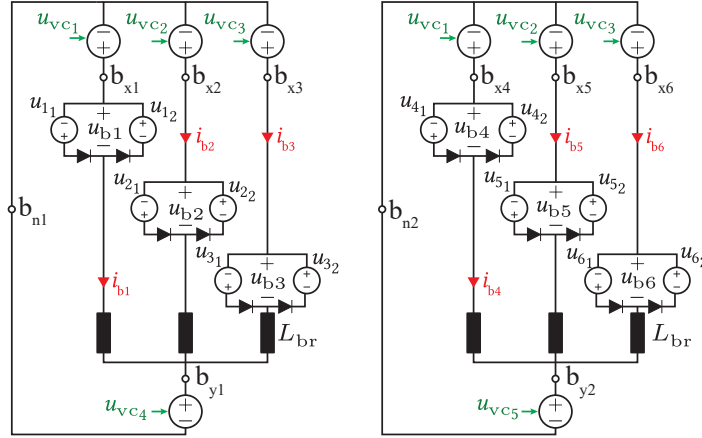 u_vc1 u_vc2 u_vc3 u_vc1 u_vc2 u_vc3
b_x1 b_x2 b_x3 b_x4 b_x5 b_x6
u_11 u_b1 u_12 u_41 u_b4 u_42
i_b2 i_b3 i_b5 i_b6
u_21 u_b2 u_22 u_51 u_b5 u_52
b_n1 b_n2
u_31 u_b3 u_32 u_61 u_b6 u_62
i_b1 i_b4
L_br L_br
b_y1 b_y2
u_vc4 u_vc5